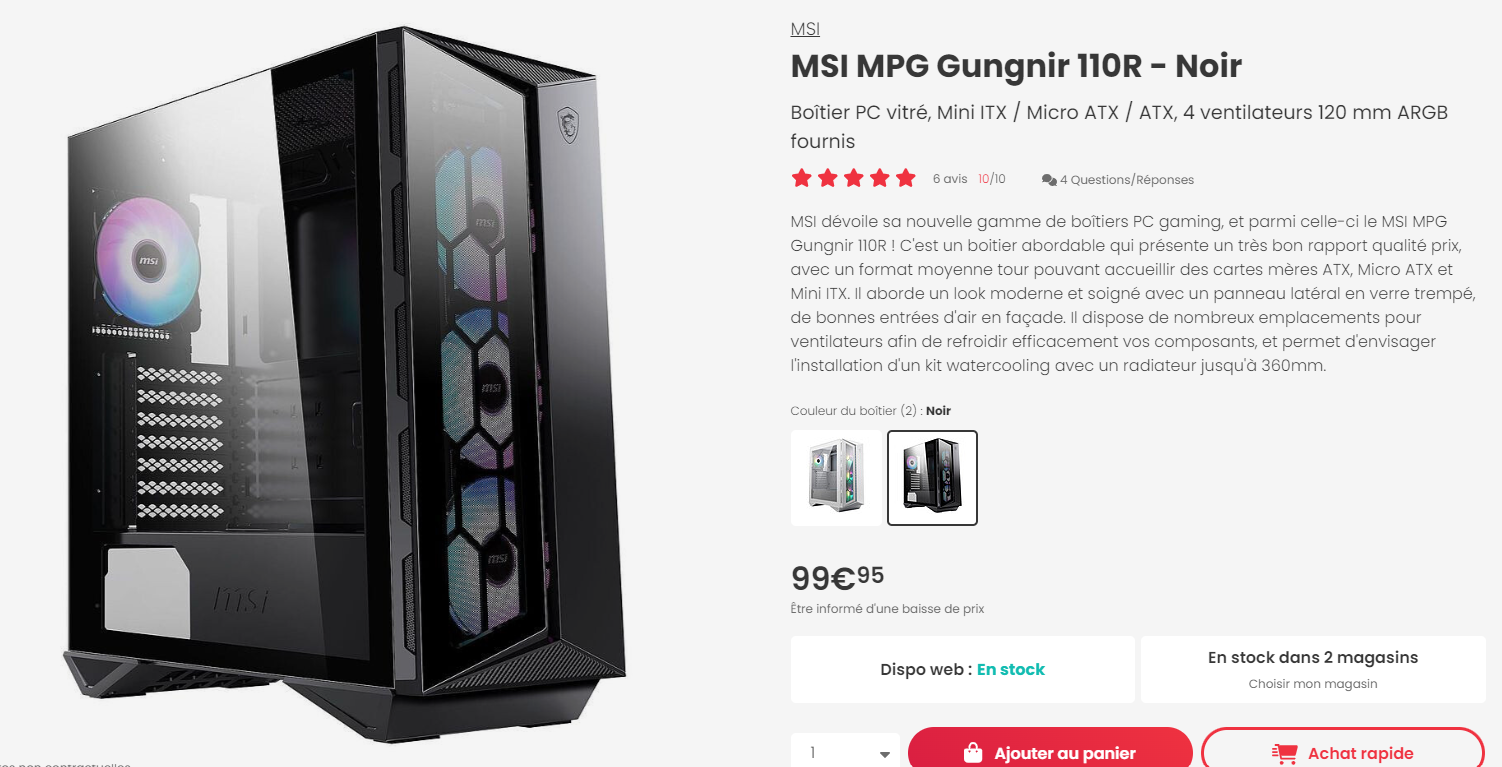 MSI
MSI MPG Gungnir 110R - Noir
Boîtier PC vitré, Mini ITX / Micro ATX / ATX, 4 ventilateurs 120 mm ARGB
fournis
6 avis 10/10 4 Questions/Réponses
MSI dévoile sa nouvelle gamme de boîtiers PC gaming, et parmi celle-ci le MSI MPG
Gungnir 110R ! C'est un boitier abordable qui présente un très bon rapport qualité prix,
avec un format moyenne tour pouvant accueillir des cartes mères ATX, Micro ATX et
Mini ITX. Il aborde un look moderne et soigné avec un panneau latéral en verre trempé,
de bonnes entrées d'air en façade. Il dispose de nombreux emplacements pour
ventilateurs afin de refroidir efficacement vos composants, et permet d'envisager
l'installation d'un kit watercooling avec un radiateur jusqu'à 360mm.
Couleur du boîtier (2) : Noir
99€95
Être informé d'une baisse de prix
Dispo web : En stock
En stock dans 2 magasins
Choisir mon magasin
1
Ajouter au panier
Achat rapide
msi
msi
msi
msi
msi